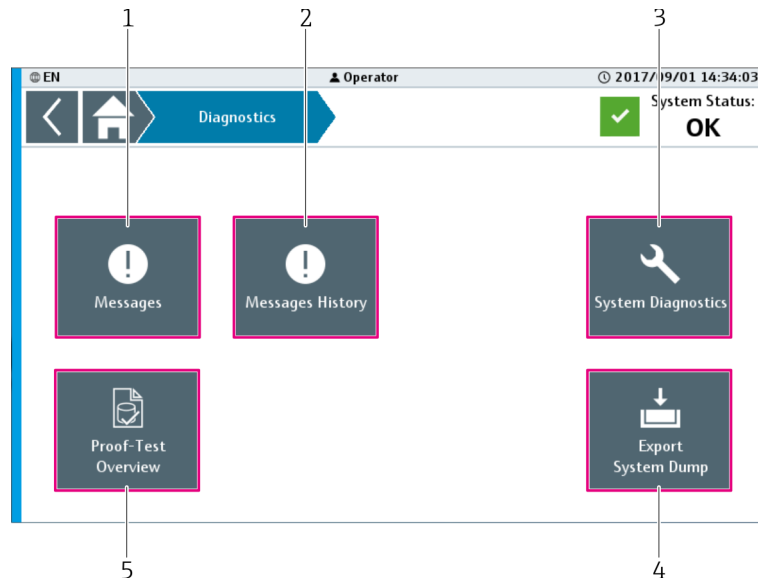 1 2 3
EN Operator 2017/09/01 14:34:03
Diagnostics
System Status:
OK
Messages
Messages History
System Diagnostics
Proof-Test
Overview
Export
System Dump
5 4